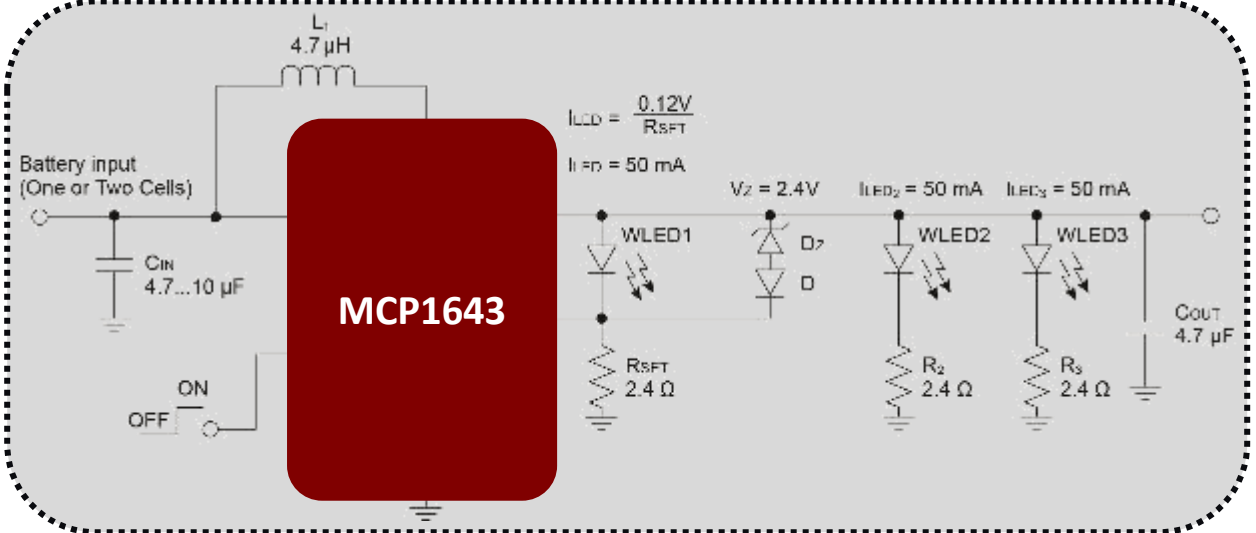 L₁
4.7 µH
ILED = 0.12V
RSET
ILED = 50 mA
Battery input
(One or Two Cells)
VZ = 2.4V
ILED2 = 50 mA
ILED3 = 50 mA
WLED1
DZ
D
WLED2
WLED3
CIN
4.7...10 µF
MCP1643
COUT
4.7 µF
RSET
2.4 Ω
R2
2.4 Ω
R3
2.4 Ω
ON
OFF